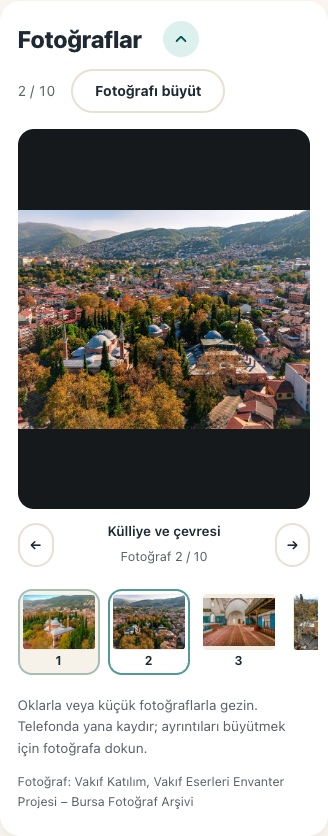 Fotoğraflar
2 / 10
Fotoğrafı büyüt
Külliye ve çevresi
Fotoğraf 2 / 10
1
2
3
Oklarla veya küçük fotoğraflarla gezin.
Telefonda yana kaydır; ayrıntıları büyütmek
için fotoğrafa dokun.
Fotoğraf: Vakıf Katılım, Vakıf Eserleri Envanter
Projesi – Bursa Fotoğraf Arşivi